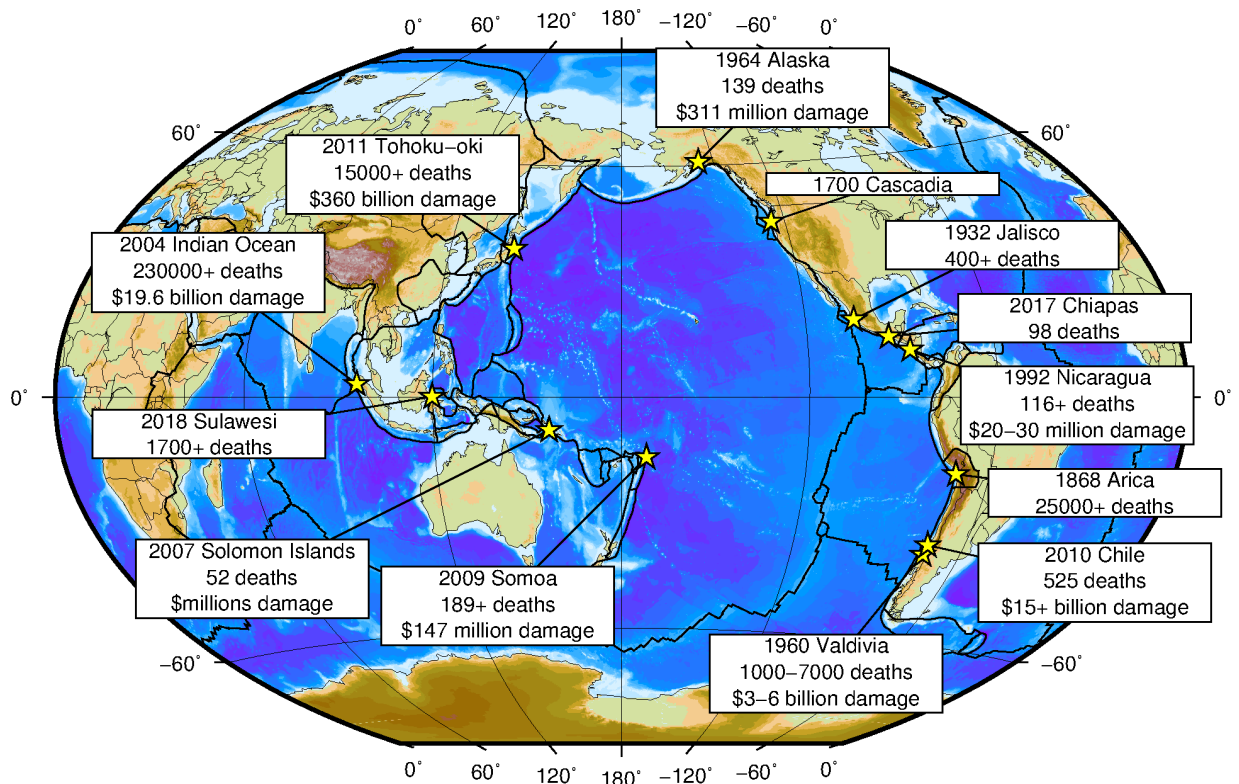 0˚
60˚
120˚
180˚
−120˚
−60˚
0˚
1964 Alaska
139 deaths
$311 million damage
60˚
60˚
2011 Tohoku−oki
15000+ deaths
$360 billion damage
1700 Cascadia
1932 Jalisco
400+ deaths
2004 Indian Ocean
230000+ deaths
$19.6 billion damage
2017 Chiapas
98 deaths
1992 Nicaragua
116+ deaths
$20−30 million damage
0˚
0˚
2018 Sulawesi
1700+ deaths
1868 Arica
25000+ deaths
2007 Solomon Islands
52 deaths
$millions damage
2009 Somoa
189+ deaths
$147 million damage
2010 Chile
525 deaths
$15+ billion damage
1960 Valdivia
1000−7000 deaths
$3−6 billion damage
−60˚
−60˚
0˚
60˚
120˚
180˚
−120˚
−60˚
0˚